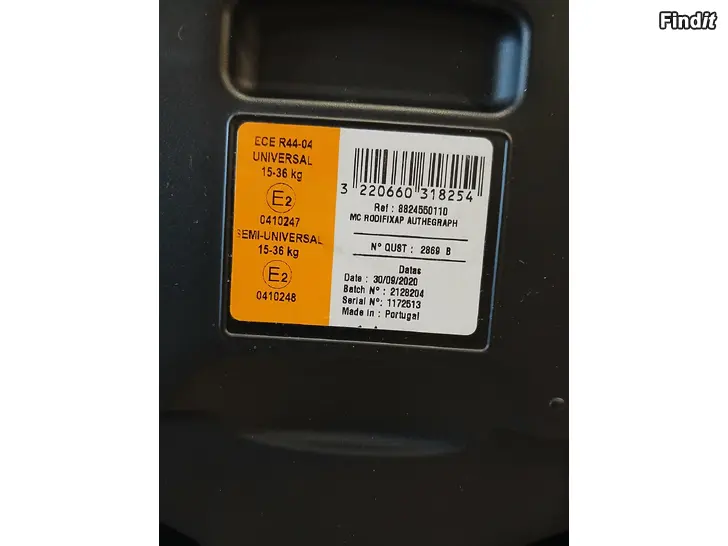 Findit
ECE R44-04
UNIVERSAL
15-36 kg
E2
0410247
SEMI-UNIVERSAL
15-36 kg
E2
0410248
3 220660 318254
Ref : 8824550110
MC RODIFIXAP AUTHEGRAPH
N° QUST : 2869 B
Datas
Date : 30/09/2020
Batch N° : 2128204
Serial N°: 1172513
Made in : Portugal